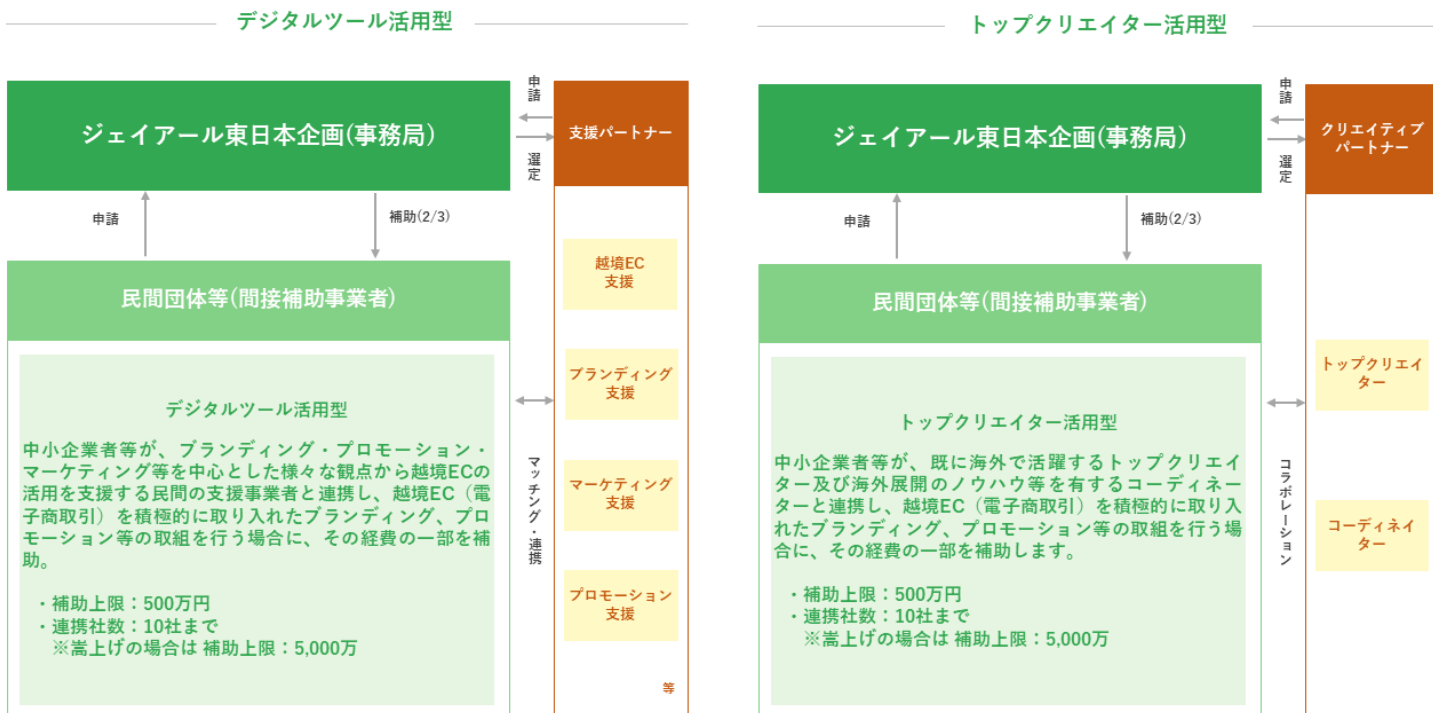 デジタルツール活用型
ジェイアール東日本企画(事務局)
申請
選定
支援パートナー
申請
補助(2/3)
民間団体等(間接補助事業者)
デジタルツール活用型
中小企業者等が、ブランディング・プロモーション・
マーケティング等を中心とした様々な観点から越境ECの
活用を支援する民間の支援事業者と連携し、越境EC（電
子商取引）を積極的に取り入れたブランディング、プロ
モーション等の取組を行う場合に、その経費の一部を補
助。
・補助上限：500万円
・連携社数：10社まで
※嵩上げの場合は 補助上限：5,000万
マッチング・連携
越境EC
支援
ブランディング
支援
マーケティング
支援
プロモーション
支援
等
トップクリエイター活用型
ジェイアール東日本企画(事務局)
申請
選定
クリエイティブ
パートナー
申請
補助(2/3)
民間団体等(間接補助事業者)
トップクリエイター活用型
中小企業者等が、既に海外で活躍するトップクリエイ
ター及び海外展開のノウハウ等を有するコーディネイ
ターと連携し、越境EC（電子商取引）を積極的に取り入
れたブランディング、プロモーション等の取組を行う場
合に、その経費の一部を補助します。
・補助上限：500万円
・連携社数：10社まで
※嵩上げの場合は 補助上限：5,000万
コラボレーション
トップクリエイ
ター
コーディネイ
ター